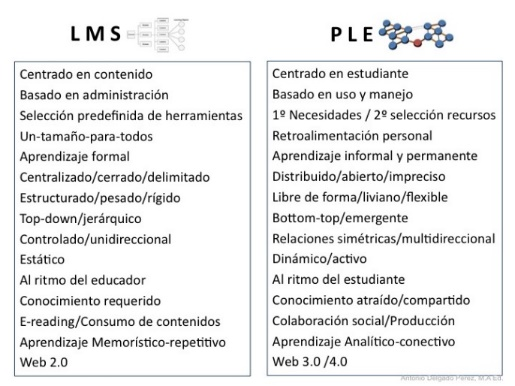 LMS
Centrado en contenido
Basado en administración
Selección predefinida de herramientas
Un-tamaño-para-todos
Aprendizaje formal
Centralizado/cerrado/delimitado
Estructurado/pesado/rígido
Top-down/jerárquico
Controlado/unidireccional
Estático
Al ritmo del educador
Conocimiento requerido
E-reading/Consumo de contenidos
Aprendizaje Memorístico-repetitivo
Web 2.0
PLE
Centrado en estudiante
Basado en uso y manejo
1º Necesidades / 2º selección recursos
Retroalimentación personal
Aprendizaje informal y permanente
Distribuido/abierto/impreciso
Libre de forma/liviano/flexible
Bottom-top/emergente
Relaciones simétricas/multidireccional
Dinámico/activo
Al ritmo del estudiante
Conocimiento atraído/compartido
Colaboración social/Producción
Aprendizaje Analítico-conectivo
Web 3.0 /4.0
Antonio Delgado Pérez, M.A Ed.